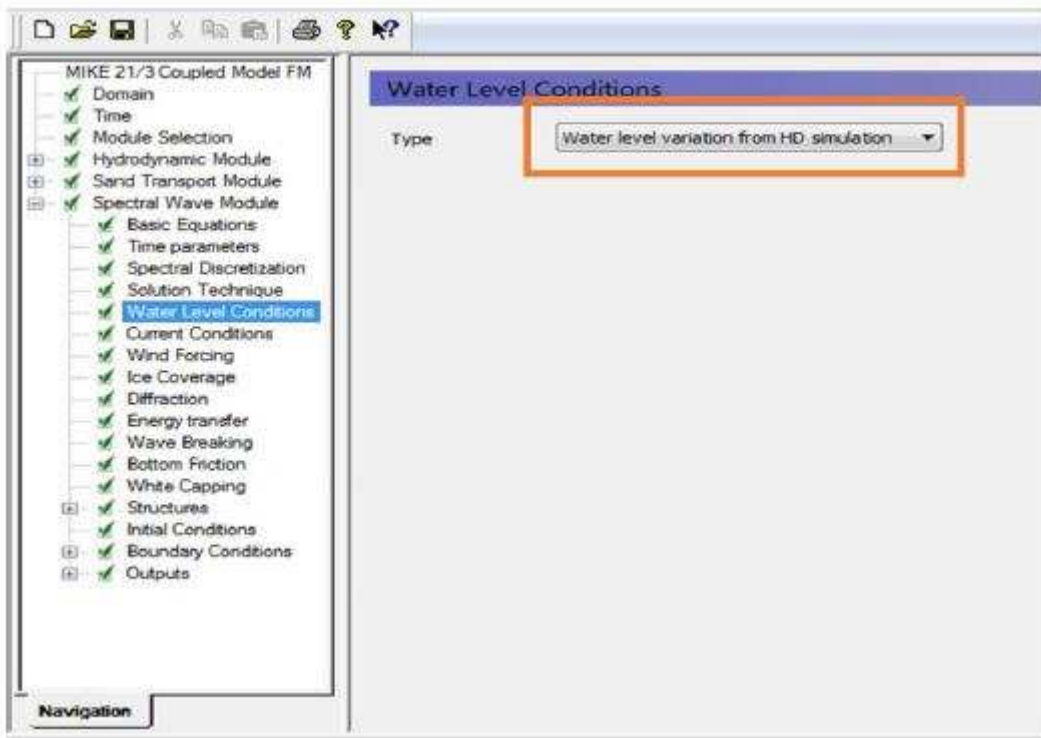 MIKE 21/3 Coupled Model FM
Domain
Time
Module Selection
Hydrodynamic Module
Sand Transport Module
Spectral Wave Module
Basic Equations
Time parameters
Spectral Discretization
Solution Technique
Water Level Conditions
Current Conditions
Wind Forcing
Ice Coverage
Diffraction
Energy transfer
Wave Breaking
Bottom Friction
White Capping
Structures
Initial Conditions
Boundary Conditions
Outputs
Navigation
Water Level Conditions
Type Water level variation from HD simulation